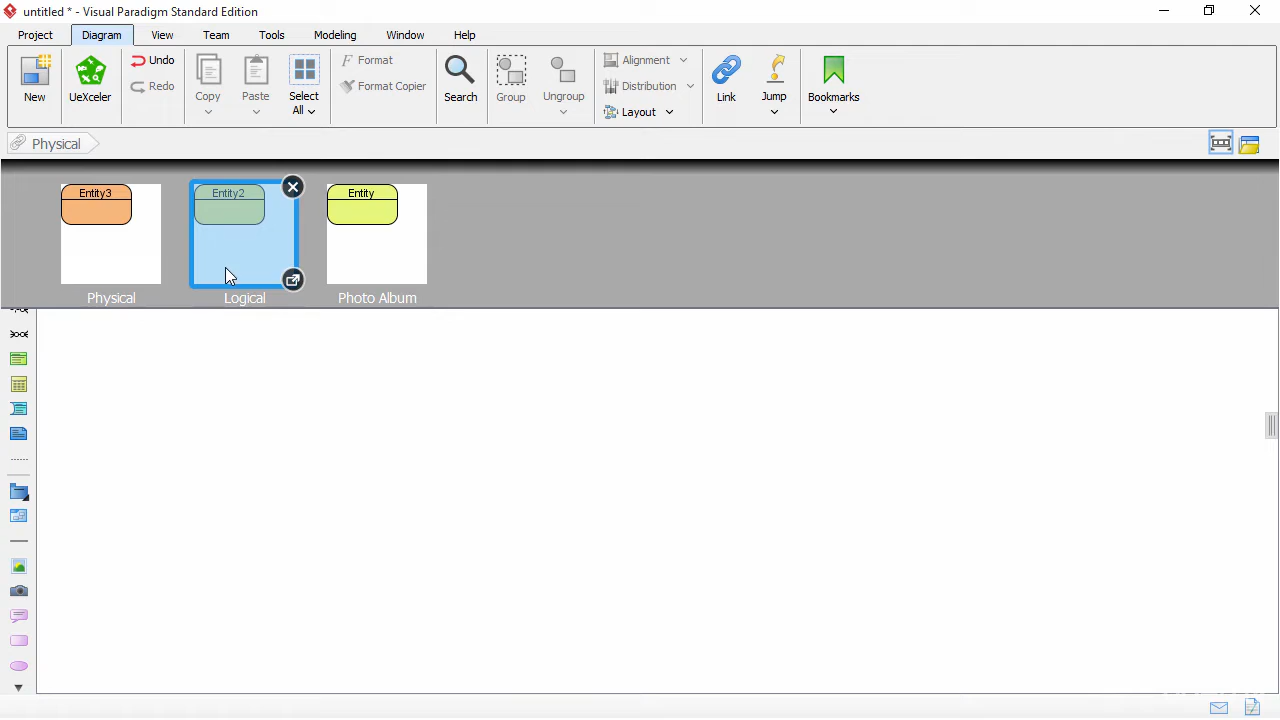 untitled * - Visual Paradigm Standard Edition
Project Diagram View Team Tools Modeling Window Help
New
UeXceler
Undo
Redo
Copy
Paste
Select
All
Format
Format Copier
Search
Group
Ungroup
Alignment
Distribution
Layout
Link
Jump
Bookmarks
Physical
Entity3
Entity2
Entity
Physical
Logical
Photo Album